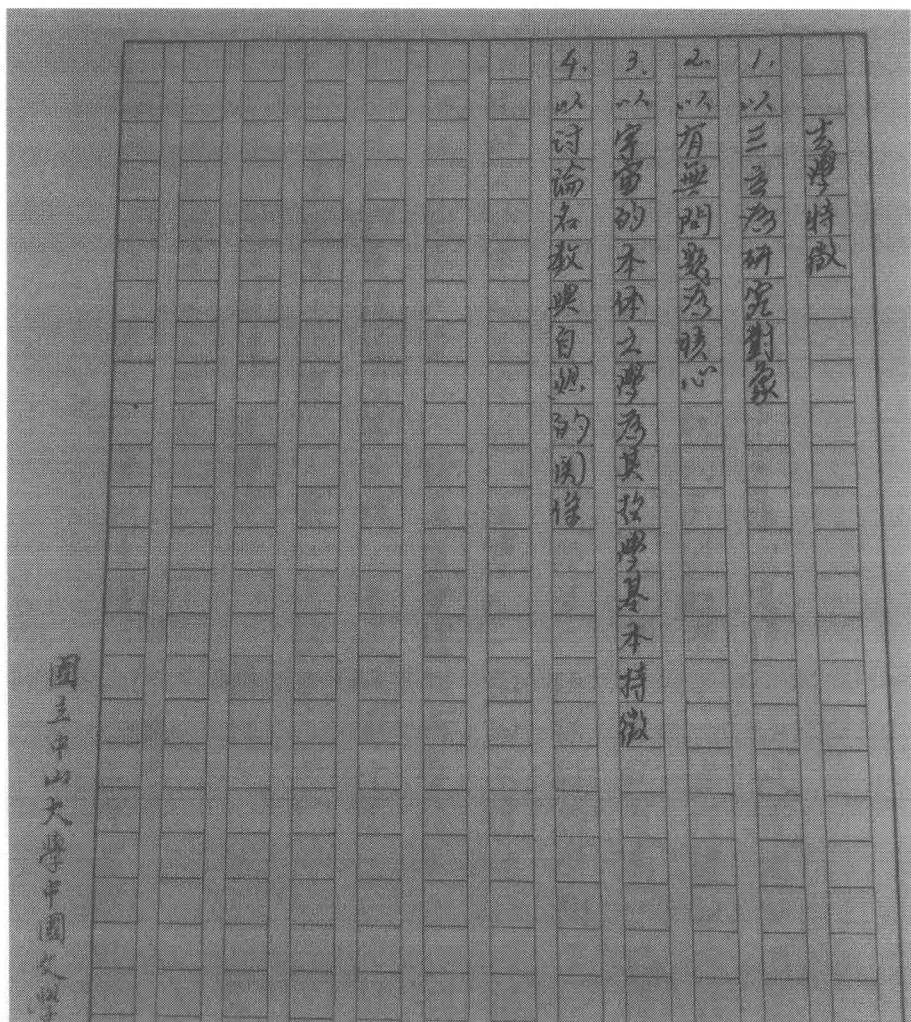 玄學特徵
1.以三玄為研究對象
2.以有無問題為核心
3.以宇宙的本体之學為其哲學基本特徵
4.以讨論名教與自然的関係
國立中山大學中國文學